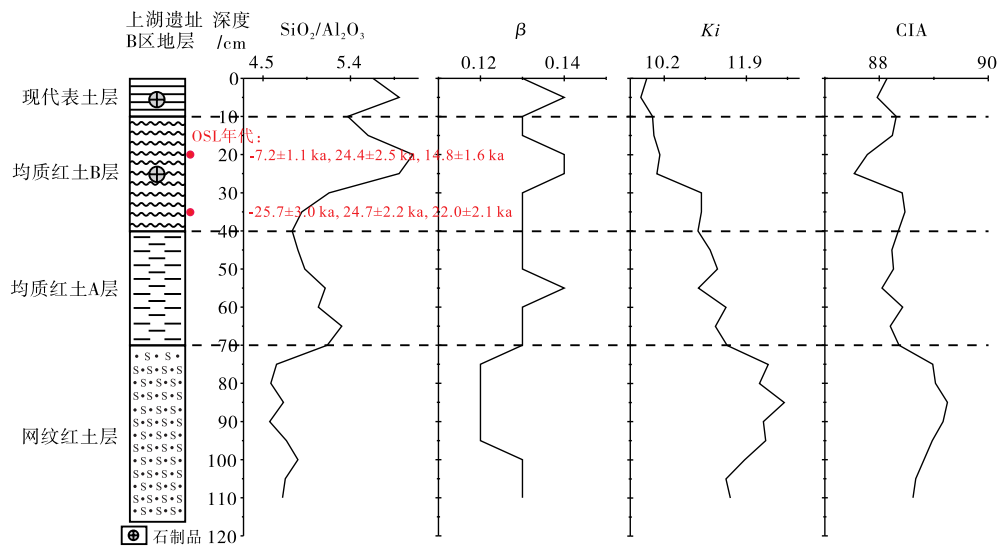 上湖遗址 深度 SiO₂/Al₂O₃ β Ki CIA
B区地层 /cm
4.5 5.4 0.12 0.14 10.2 11.9 88 90
0
现代表土层
10
OSL年代:
20 -7.2±1.1 ka, 24.4±2.5 ka, 14.8±1.6 ka
均质红土B层
30
-25.7±3.0 ka, 24.7±2.2 ka, 22.0±2.1 ka
40
50
均质红土A层
60
70
S S
S S S S
S S S
80
S S S S
S S S
90
网纹红土层
S S S S
S S S
100
S S S S
S S S
110
S S S S
石制品 120